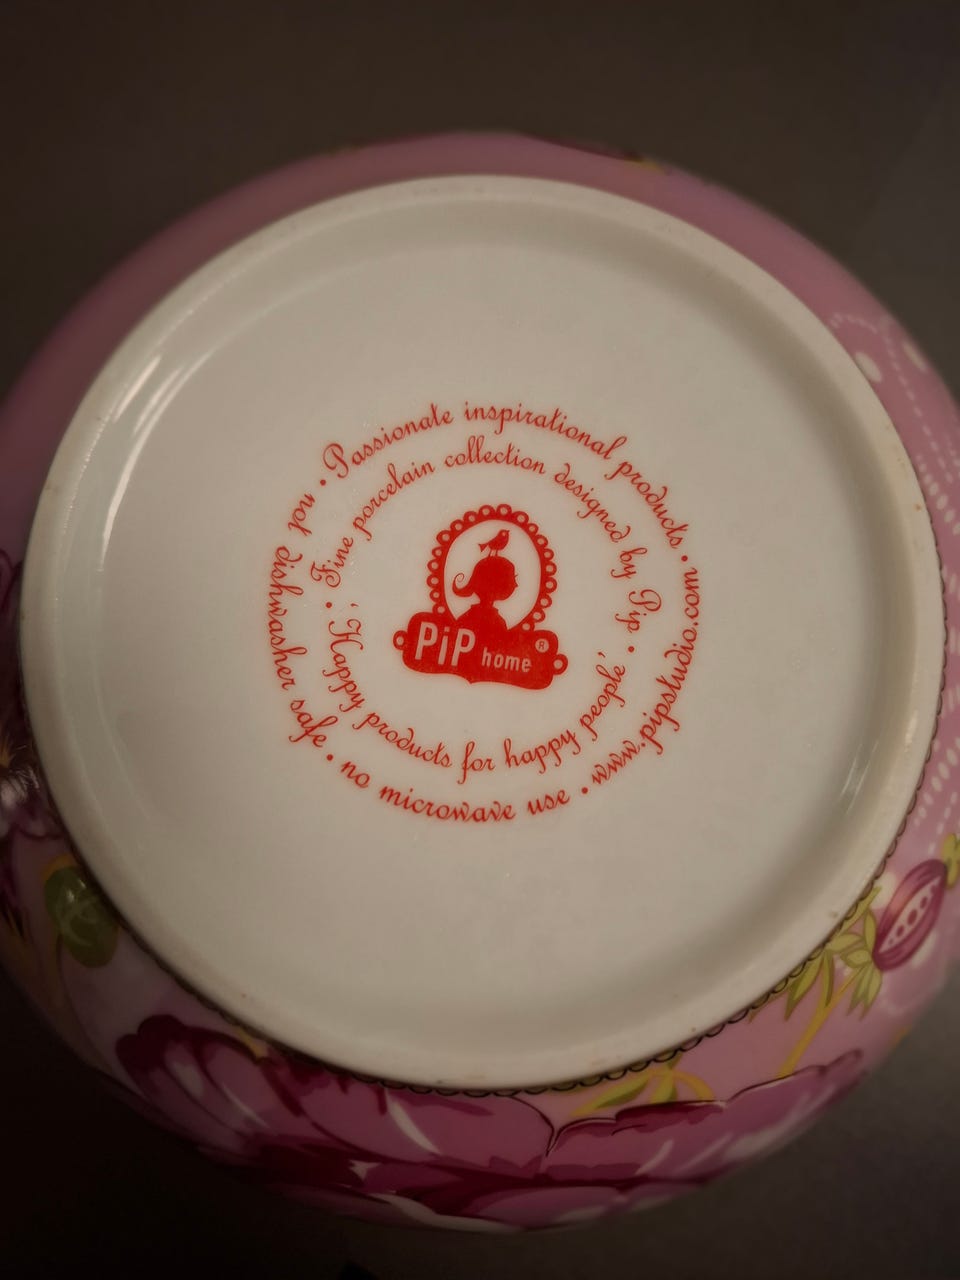 Passionate inspirational products •
not dishwasher safe • no microwave use • www.pipstudio.com •
Fine porcelain collection designed by Pip •
'Happy products for happy people' •
PiP home ®